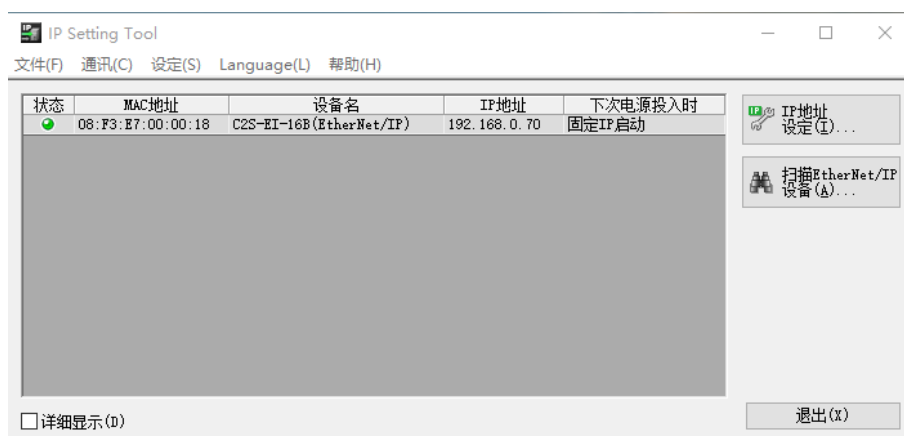 IP Setting Tool
文件(F) 通讯(C) 设定(S) Language(L) 帮助(H)
状态 MAC地址 设备名 IP地址 下次电源投入时
08:F3:E7:00:00:18 C2S-EI-16B(EtherNet/IP) 192.168.0.70 固定IP启动
IP地址
设定(I)...
扫描EtherNet/IP
设备(A)...
详细显示(D)
退出(X)